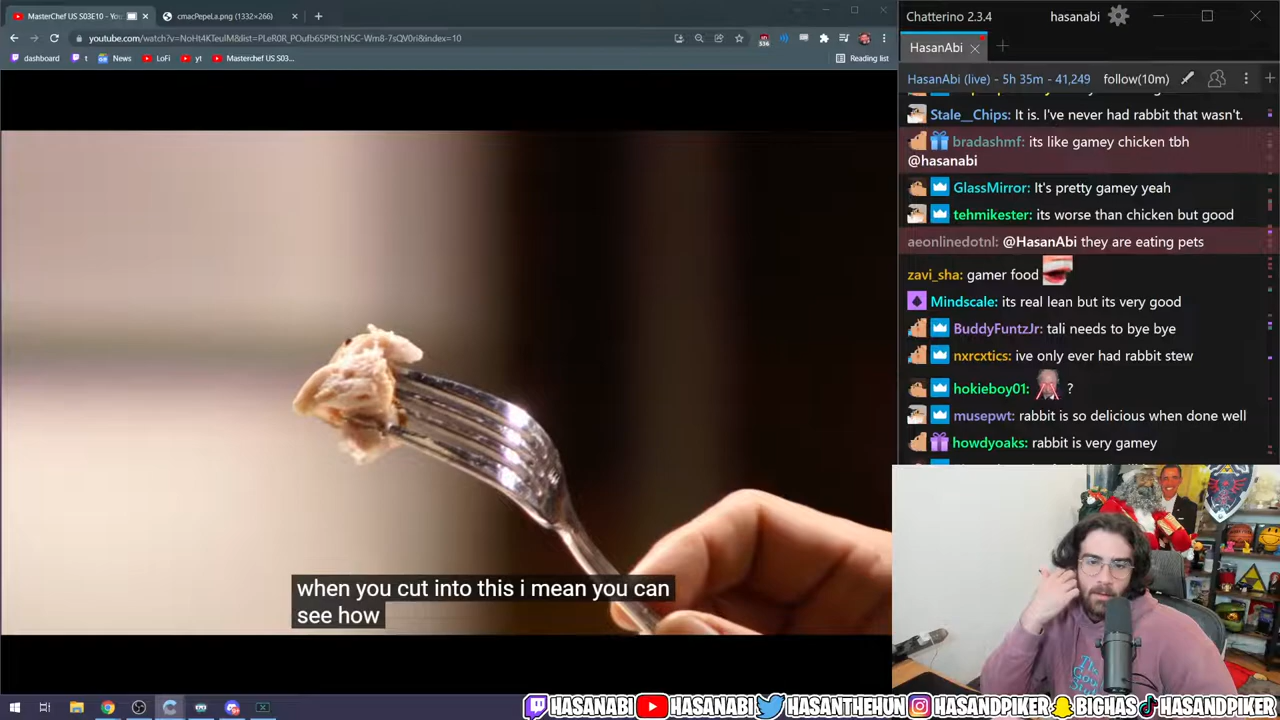 MasterChef US S03E10 - Yo
cmacPepeLa.png (1332×266)
youtube.com/watch?v=NoHt4KTeuIM&list=PLeR0R_POufb65PfSt1N5C-Wm8-7sQV0ri&index=10
dashboard
t
News
LoFi
yt
Masterchef US S03...
Reading list
when you cut into this i mean you can
see how
Chatterino 2.3.4
hasanabi
HasanAbi
HasanAbi (live) - 5h 35m - 41,249
follow(10m)
Stale__Chips: It is. I've never had rabbit that wasn't.
bradashmf: its like gamey chicken tbh
@hasanabi
GlassMirror: It's pretty gamey yeah
tehmikester: its worse than chicken but good
aeonlinedotnl: @HasanAbi they are eating pets
zavi_sha: gamer food
Mindscale: its real lean but its very good
BuddyFuntzJr: tali needs to bye bye
nxrcxtics: ive only ever had rabbit stew
hokieboy01: ?
musepwt: rabbit is so delicious when done well
howdyoaks: rabbit is very gamey
HASANABI
HASANABI
HASANTHEHUN
HASANDPIKER
BIGHAS
HASANDPIKER